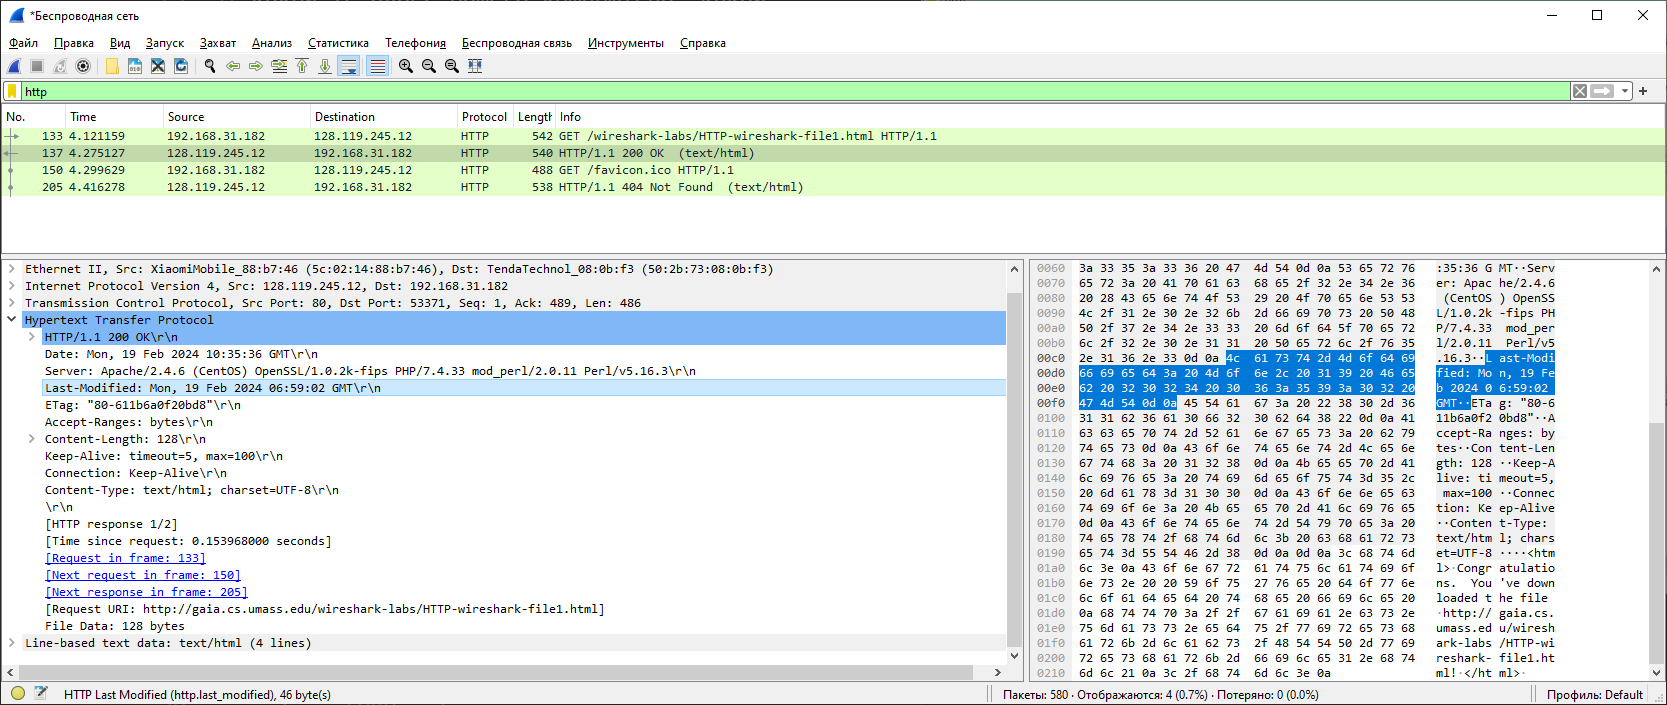 *Беспроводная сеть
Файл Правка Вид Запуск Захват Анализ Статистика Телефония Беспроводная связь Инструменты Справка
http
No. Time Source Destination Protocol Length Info
133 4.121159 192.168.31.182 128.119.245.12 HTTP 542 GET /wireshark-labs/HTTP-wireshark-file1.html HTTP/1.1
137 4.275127 128.119.245.12 192.168.31.182 HTTP 540 HTTP/1.1 200 OK (text/html)
150 4.299629 192.168.31.182 128.119.245.12 HTTP 488 GET /favicon.ico HTTP/1.1
205 4.416278 128.119.245.12 192.168.31.182 HTTP 538 HTTP/1.1 404 Not Found (text/html)
Ethernet II, Src: XiaomiMobile_88:b7:46 (5c:02:14:88:b7:46), Dst: TendaTechnol_08:0b:f3 (50:2b:73:08:0b:f3)
Internet Protocol Version 4, Src: 128.119.245.12, Dst: 192.168.31.182
Transmission Control Protocol, Src Port: 80, Dst Port: 53371, Seq: 1, Ack: 489, Len: 486
Hypertext Transfer Protocol
HTTP/1.1 200 OK\r\n
Date: Mon, 19 Feb 2024 10:35:36 GMT\r\n
Server: Apache/2.4.6 (CentOS) OpenSSL/1.0.2k-fips PHP/7.4.33 mod_perl/2.0.11 Perl/v5.16.3\r\n
Last-Modified: Mon, 19 Feb 2024 06:59:02 GMT\r\n
ETag: "80-611b6a0f20bd8"\r\n
Accept-Ranges: bytes\r\n
Content-Length: 128\r\n
Keep-Alive: timeout=5, max=100\r\n
Connection: Keep-Alive\r\n
Content-Type: text/html; charset=UTF-8\r\n
\r\n
[HTTP response 1/2]
[Time since request: 0.153968000 seconds]
[Request in frame: 133]
[Next request in frame: 150]
[Next response in frame: 205]
[Request URI: http://gaia.cs.umass.edu/wireshark-labs/HTTP-wireshark-file1.html]
File Data: 128 bytes
Line-based text data: text/html (4 lines)
0060 3a 33 35 3a 33 36 20 47 4d 54 0d 0a 53 65 72 76 :35:36 G MT··Serv
0070 65 72 3a 20 41 70 61 63 68 65 2f 32 2e 34 2e 36 er: Apac he/2.4.6
0080 20 28 43 65 6e 74 4f 53 29 20 4f 70 65 6e 53 53 (CentOS ) OpenSS
0090 4c 2f 31 2e 30 2e 32 6b 2d 66 69 70 73 20 50 48 L/1.0.2k -fips PH
00a0 50 2f 37 2e 34 2e 33 33 20 6d 6f 64 5f 70 65 72 P/7.4.33 mod_per
00b0 6c 2f 32 2e 30 2e 31 31 20 50 65 72 6c 2f 76 35 l/2.0.11 Perl/v5
00c0 2e 31 36 2e 33 0d 0a 4c 61 73 74 2d 4d 6f 64 69 .16.3··L ast-Modi
00d0 66 69 65 64 3a 20 4d 6f 6e 2c 20 31 39 20 46 65 fied: Mo n, 19 Fe
00e0 62 20 32 30 32 34 20 30 36 3a 35 39 3a 30 32 20 b 2024 0 6:59:02
00f0 47 4d 54 0d 0a 45 54 61 67 3a 20 22 38 30 2d 36 GMT··ETa g: "80-6
0100 31 31 62 36 61 30 66 32 30 62 64 38 22 0d 0a 41 11b6a0f2 0bd8"··A
0110 63 63 65 70 74 2d 52 61 6e 67 65 73 3a 20 62 79 ccept-Ra nges: by
0120 74 65 73 0d 0a 43 6f 6e 74 65 6e 74 2d 4c 65 6e tes··Con tent-Len
0130 67 74 68 3a 20 31 32 38 0d 0a 4b 65 65 70 2d 41 gth: 128 ··Keep-A
0140 6c 69 76 65 3a 20 74 69 6d 65 6f 75 74 3d 35 2c live: ti meout=5,
0150 20 6d 61 78 3d 31 30 30 0d 0a 43 6f 6e 6e 65 63 max=100 ··Connec
0160 74 69 6f 6e 3a 20 4b 65 65 70 2d 41 6c 69 76 65 tion: Ke ep-Alive
0170 0d 0a 43 6f 6e 74 65 6e 74 2d 54 79 70 65 3a 20 ··Conten t-Type:
0180 74 65 78 74 2f 68 74 6d 6c 3b 20 63 68 61 72 73 text/htm l; chars
0190 65 74 3d 55 54 46 2d 38 0d 0a 0d 0a 3c 68 74 6d et=UTF-8 ····<htm
01a0 6c 3e 0a 43 6f 6e 67 72 61 74 75 6c 61 74 69 6f l>·Congr atulatio
01b0 6e 73 2e 20 20 59 6f 75 27 76 65 20 64 6f 77 6e ns. You 've down
01c0 6c 6f 61 64 65 64 20 74 68 65 20 66 69 6c 65 20 loaded t he file
01d0 0a 68 74 74 70 3a 2f 2f 67 61 69 61 2e 63 73 2e ·http:// gaia.cs.
01e0 75 6d 61 73 73 2e 65 64 75 2f 77 69 72 65 73 68 umass.ed u/wiresh
01f0 61 72 6b 2d 6c 61 62 73 2f 48 54 54 50 2d 77 69 ark-labs /HTTP-wi
0200 72 65 73 68 61 72 6b 2d 66 69 6c 65 31 2e 68 74 reshark- file1.ht
0210 6d 6c 21 0a 3c 2f 68 74 6d 6c 3e 0a ml!·</ht ml>·
HTTP Last Modified (http.last_modified), 46 byte(s) Пакеты: 580 · Отображаются: 4 (0.7%) · Потеряно: 0 (0.0%) Профиль: Default